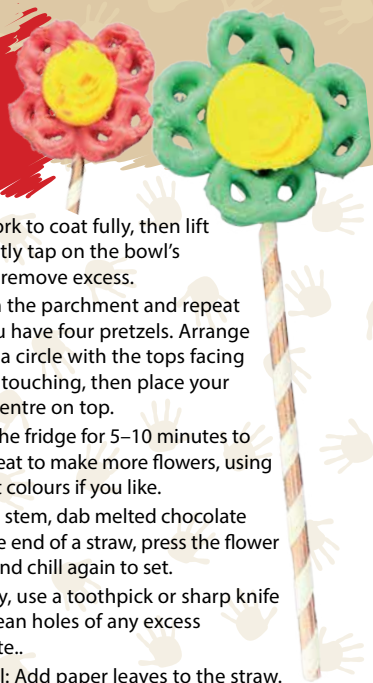 ork to coat fully, then lift
tly tap on the bowl's
remove excess.
n the parchment and repeat
u have four pretzels. Arrange
a circle with the tops facing
touching, then place your
entre on top.
he fridge for 5–10 minutes to
eat to make more flowers, using
t colours if you like.
stem, dab melted chocolate
e end of a straw, press the flower
nd chill again to set.
y, use a toothpick or sharp knife
ean holes of any excess
te..
l: Add paper leaves to the straw.